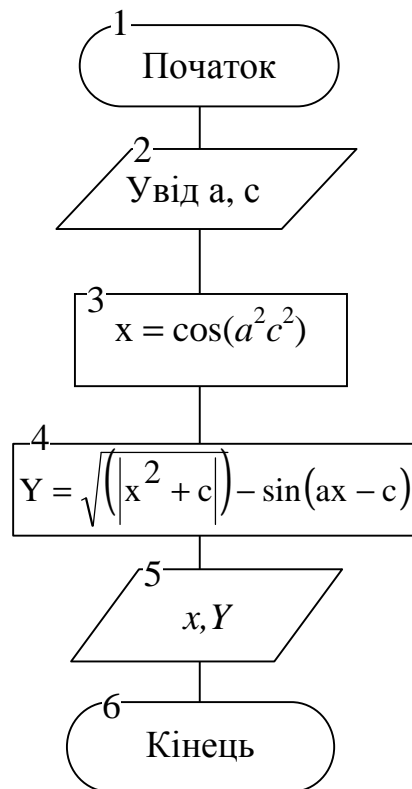 1
Початок
2
Увід a, c
3
x = cos(a²c²)
4
Y = √(|x² + c|) − sin(ax − c)
5
x,Y
6
Кінець